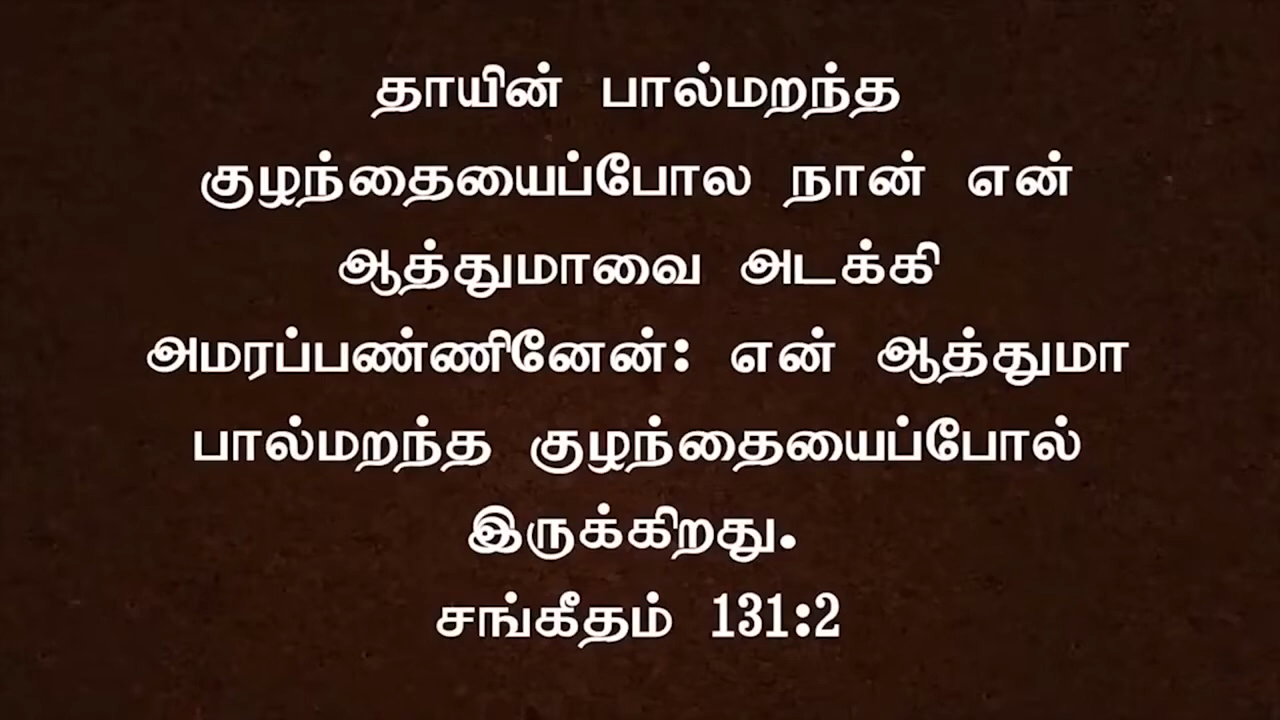 தாயின் பால்மறந்த
குழந்தையைப்போல நான் என்
ஆத்துமாவை அடக்கி
அமரப்பண்ணினேன்: என் ஆத்துமா
பால்மறந்த குழந்தையைப்போல்
இருக்கிறது.
சங்கீதம் 131:2